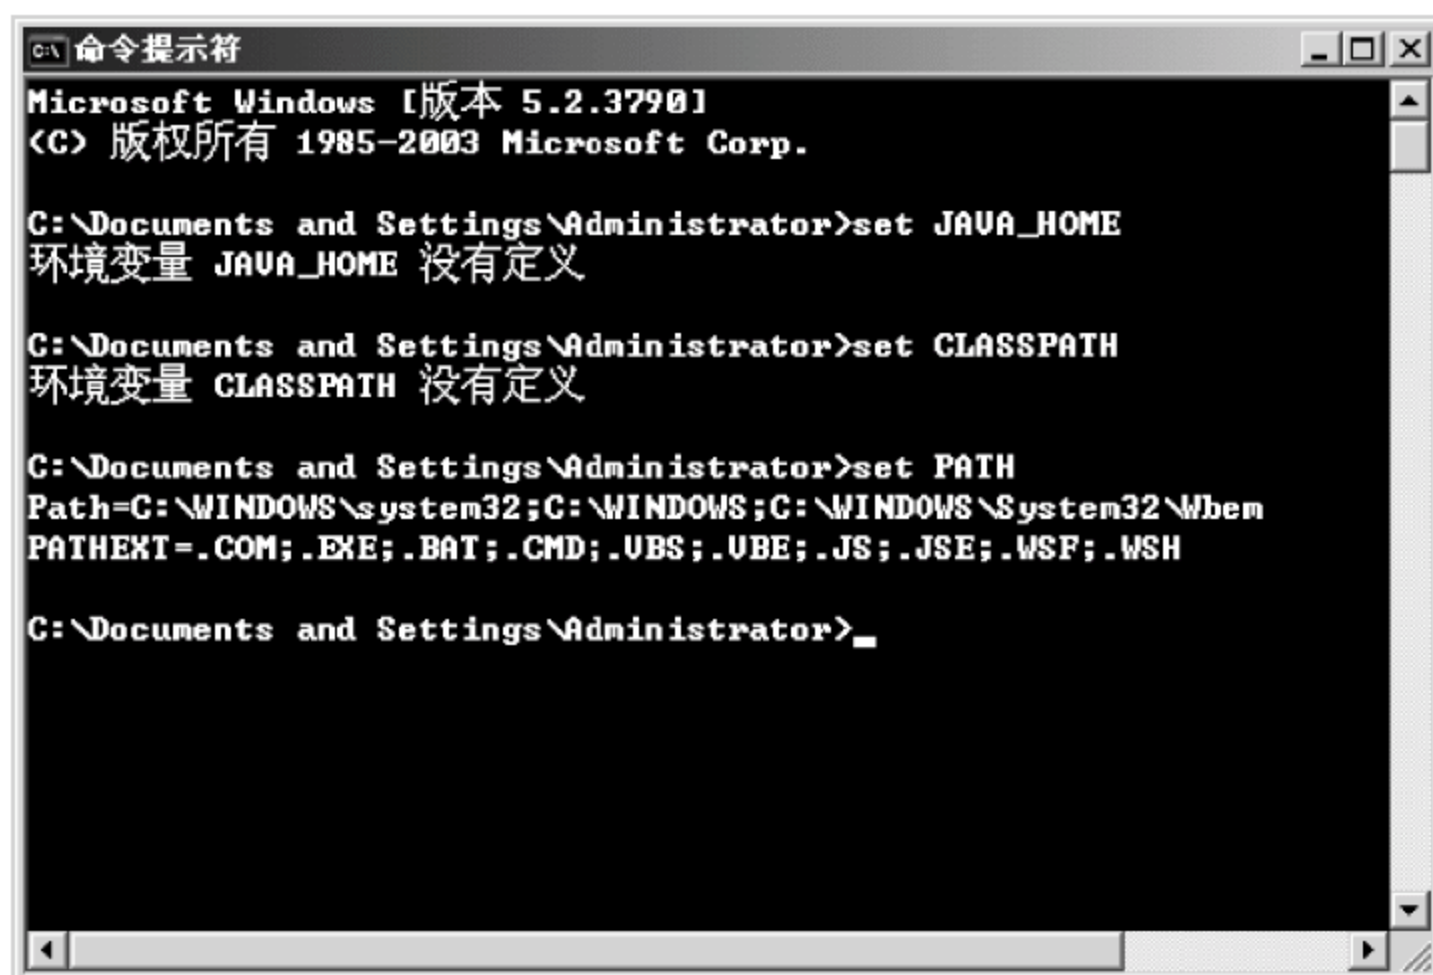 命令提示符
Microsoft Windows [版本 5.2.3790]
(C) 版权所有 1985-2003 Microsoft Corp.
C:\Documents and Settings\Administrator>set JAVA_HOME
环境变量 JAVA_HOME 没有定义
C:\Documents and Settings\Administrator>set CLASSPATH
环境变量 CLASSPATH 没有定义
C:\Documents and Settings\Administrator>set PATH
Path=C:\WINDOWS\system32;C:\WINDOWS;C:\WINDOWS\System32\Wbem
PATHEXT=.COM;.EXE;.BAT;.CMD;.VBS;.VBE;.JS;.JSE;.WSF;.WSH
C:\Documents and Settings\Administrator>_